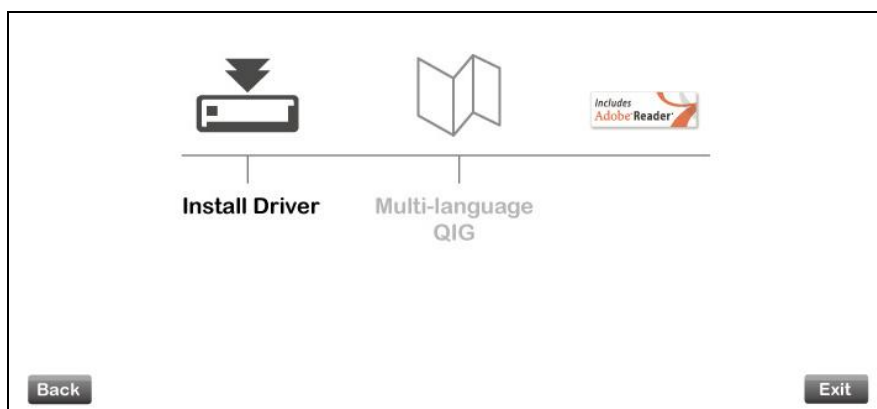 Includes
Adobe Reader
Install Driver
Multi-language
QIG
Back
Exit